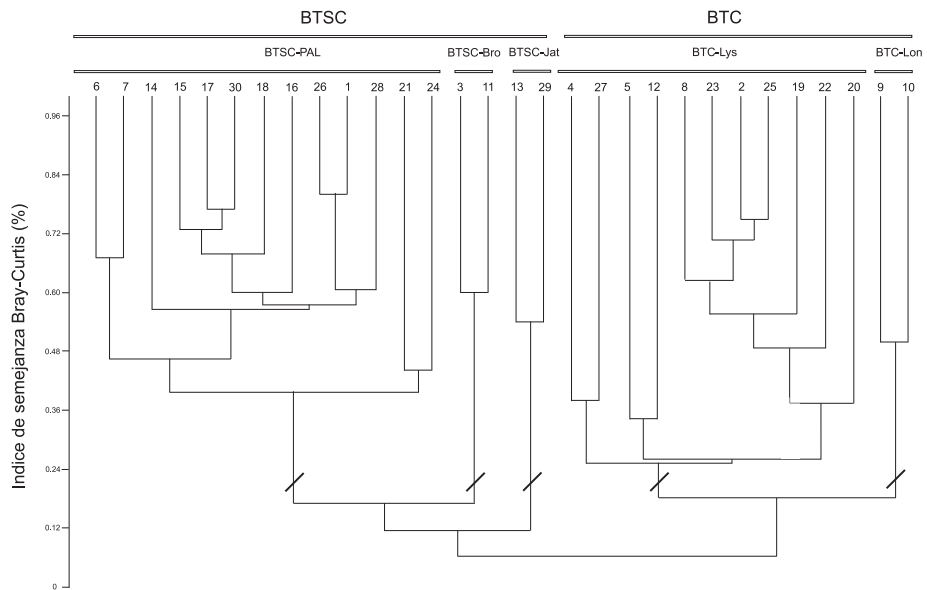 BTSC BTC
BTSC-PAL BTSC-Bro BTSC-Jat BTC-Lys BTC-Lon
6 7 14 15 17 30 18 16 26 1 28 21 24 3 11 13 29 4 27 5 12 8 23 2 25 19 22 20 9 10
Indice de semejanza Bray-Curtis (%)
0.96
0.84
0.72
0.60
0.48
0.36
0.24
0.12
0